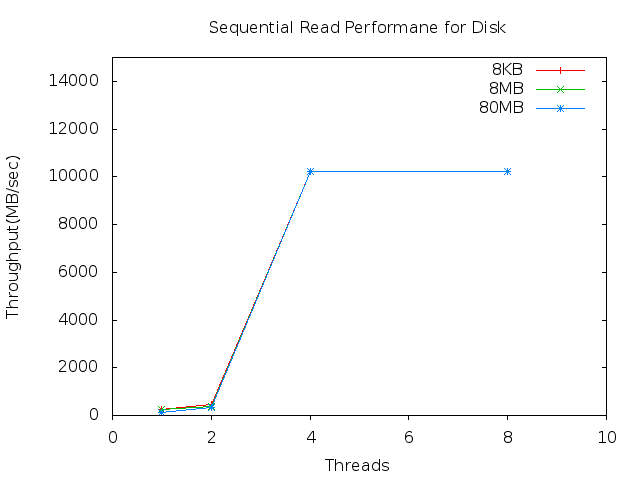 Sequential Read Performane for Disk
8KB
8MB
80MB
Throughput(MB/sec)
14000
12000
10000
8000
6000
4000
2000
0
0 2 4 6 8 10
Threads